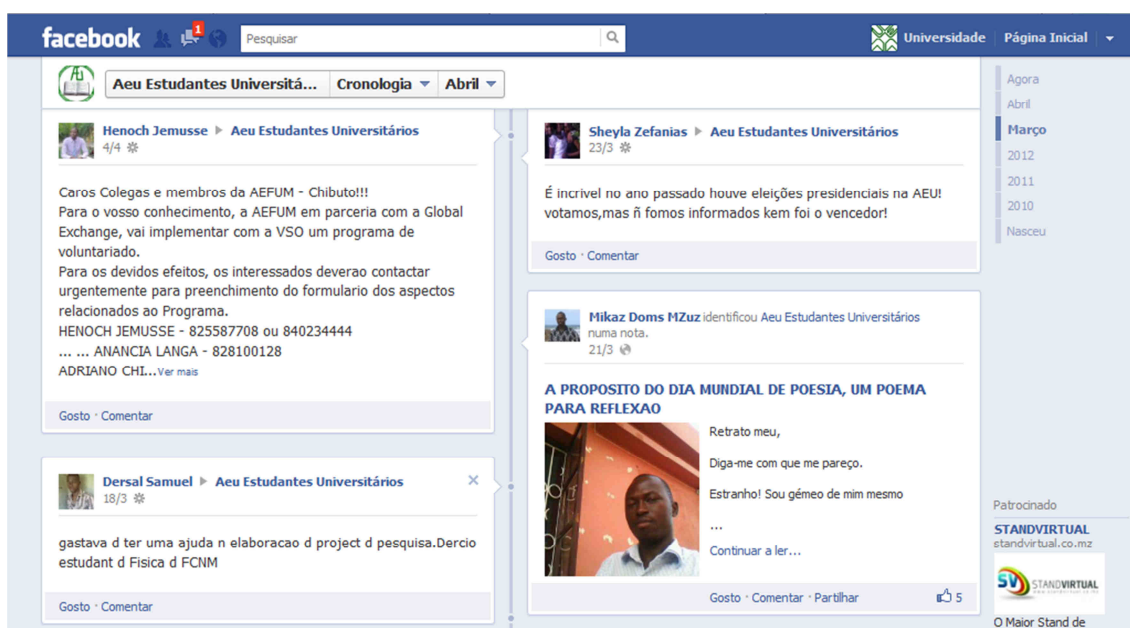 facebook
1
Pesquisar
Universidade
Página Inicial
AU
Aeu Estudantes Universitá...
Cronologia
Abril
Agora
Abril
Março
2012
2011
2010
Nasceu
Henoch Jemusse ▶ Aeu Estudantes Universitários
4/4
Caros Colegas e membros da AEFUM - Chibuto!!!
Para o vosso conhecimento, a AEFUM em parceria com a Global
Exchange, vai implementar com a VSO um programa de
voluntariado.
Para os devidos efeitos, os interessados deverao contactar
urgentemente para preenchimento do formulario dos aspectos
relacionados ao Programa.
HENOCH JEMUSSE - 825587708 ou 840234444
... ... ANANCIA LANGA - 828100128
ADRIANO CHI...Ver mais
Gosto · Comentar
Dersal Samuel ▶ Aeu Estudantes Universitários
18/3
gastava d ter uma ajuda n elaboracao d project d pesquisa.Dercio
estudant d Fisica d FCNM
Gosto · Comentar
Sheyla Zefanias ▶ Aeu Estudantes Universitários
23/3
É incrivel no ano passado houve eleições presidenciais na AEU!
votamos,mas ñ fomos informados kem foi o vencedor!
Gosto · Comentar
Mikaz Doms MZuz identificou Aeu Estudantes Universitários
numa nota.
21/3
A PROPOSITO DO DIA MUNDIAL DE POESIA, UM POEMA
PARA REFLEXAO
Retrato meu,
Diga-me com que me pareço.
Estranho! Sou gémeo de mim mesmo
...
Continuar a ler...
Gosto · Comentar · Partilhar
5
Patrocinado
STANDVIRTUAL
standvirtual.co.mz
SV STANDVIRTUAL
O Maior Stand de